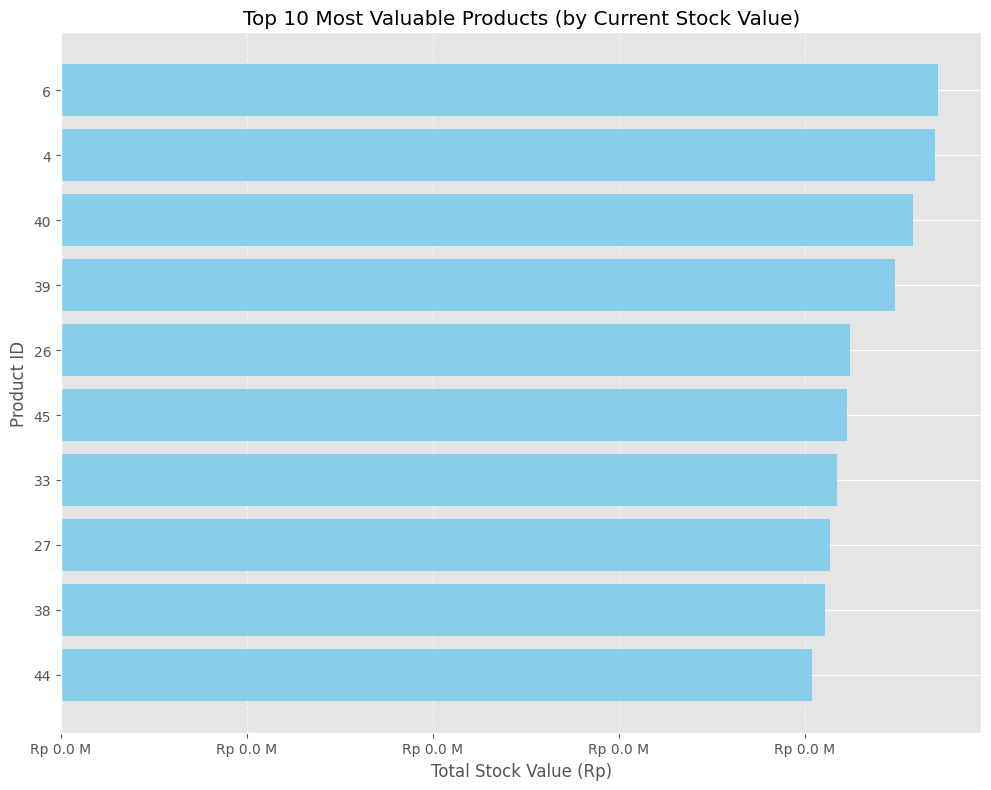 Top 10 Most Valuable Products (by Current Stock Value)
Product ID
6
4
40
39
26
45
33
27
38
44
Rp 0.0 M Rp 0.0 M Rp 0.0 M Rp 0.0 M Rp 0.0 M
Total Stock Value (Rp)